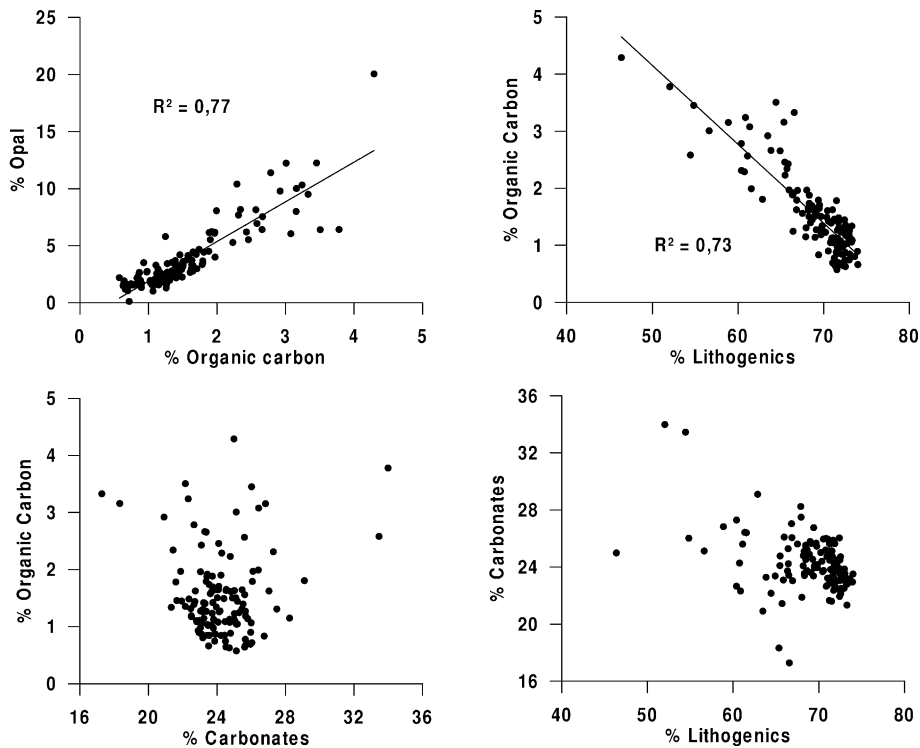 25
20
15
10
5
0
% Opal
R² = 0,77
0 1 2 3 4 5
% Organic carbon
5
4
3
2
1
0
% Organic Carbon
R² = 0,73
40 50 60 70 80
% Lithogenics
5
4
3
2
1
0
% Organic Carbon
16 20 24 28 32 36
% Carbonates
36
32
28
24
20
16
% Carbonates
40 50 60 70 80
% Lithogenics